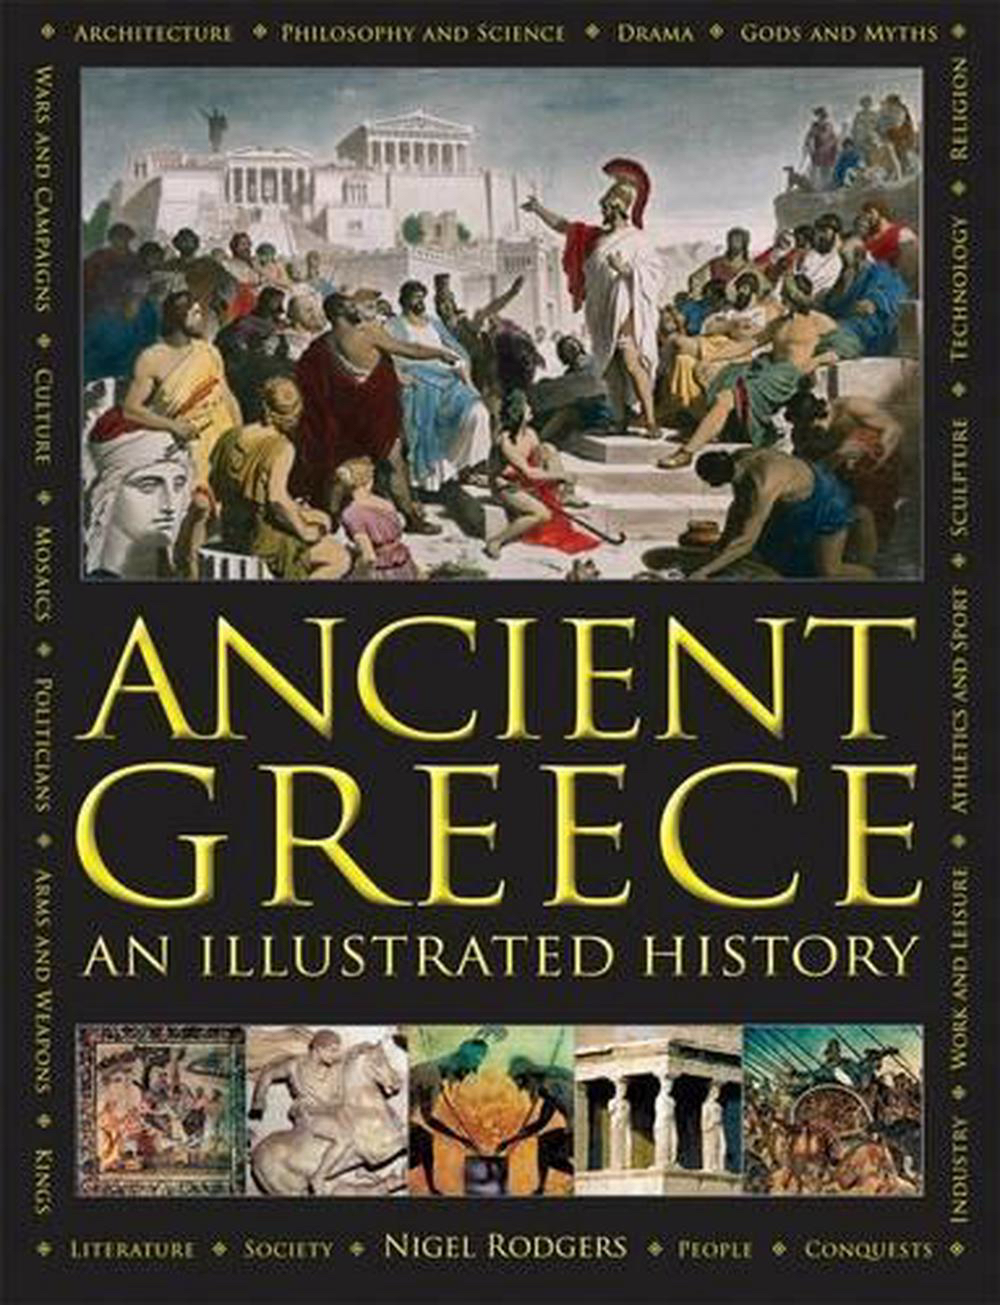 ◆ ARCHITECTURE ◆ PHILOSOPHY AND SCIENCE ◆ DRAMA ◆ GODS AND MYTHS ◆
WARS AND CAMPAIGNS ◆ CULTURE ◆ MOSAICS ◆ POLITICIANS ◆ ARMS AND WEAPONS ◆ KINGS
INDUSTRY ◆ WORK AND LEISURE ◆ ATHLETICS AND SPORT ◆ SCULPTURE ◆ TECHNOLOGY ◆ RELIGION
ANCIENT
GREECE
AN ILLUSTRATED HISTORY
◆ LITERATURE ◆ SOCIETY ◆ NIGEL RODGERS ◆ PEOPLE ◆ CONQUESTS ◆